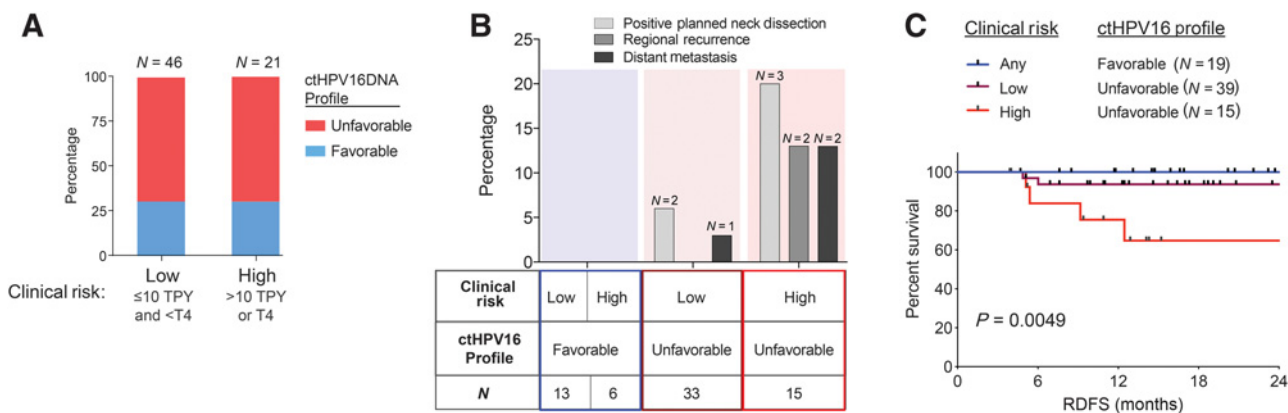 A
N = 46
N = 21
ctHPV16DNA
Profile
Unfavorable
Favorable
Percentage
100
75
50
25
0
Low
High
Clinical risk:
≤10 TPY
and <T4
>10 TPY
or T4
B
Positive planned neck dissection
Regional recurrence
Distant metastasis
Percentage
25
20
15
10
5
0
N=2
N=1
N=3
N=2
N=2
Clinical
risk
Low
High
Low
High
ctHPV16
Profile
Favorable
Unfavorable
Unfavorable
N
13
6
33
15
C
Clinical risk
ctHPV16 profile
Any
Favorable (N = 19)
Low
Unfavorable (N = 39)
High
Unfavorable (N = 15)
Percent survival
100
80
60
40
20
0
P = 0.0049
0
6
12
18
24
RDFS (months)